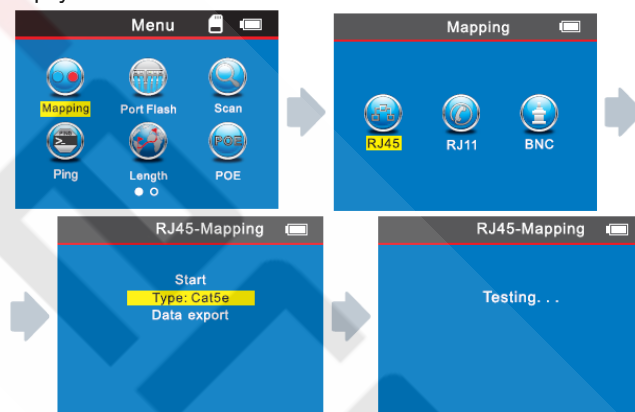 Menu
Mapping Port Flash Scan
Ping Length POE
POE
Mapping
RJ45 RJ11 BNC
RJ45-Mapping
Start
Type: Cat5e
Data export
RJ45-Mapping
Testing...